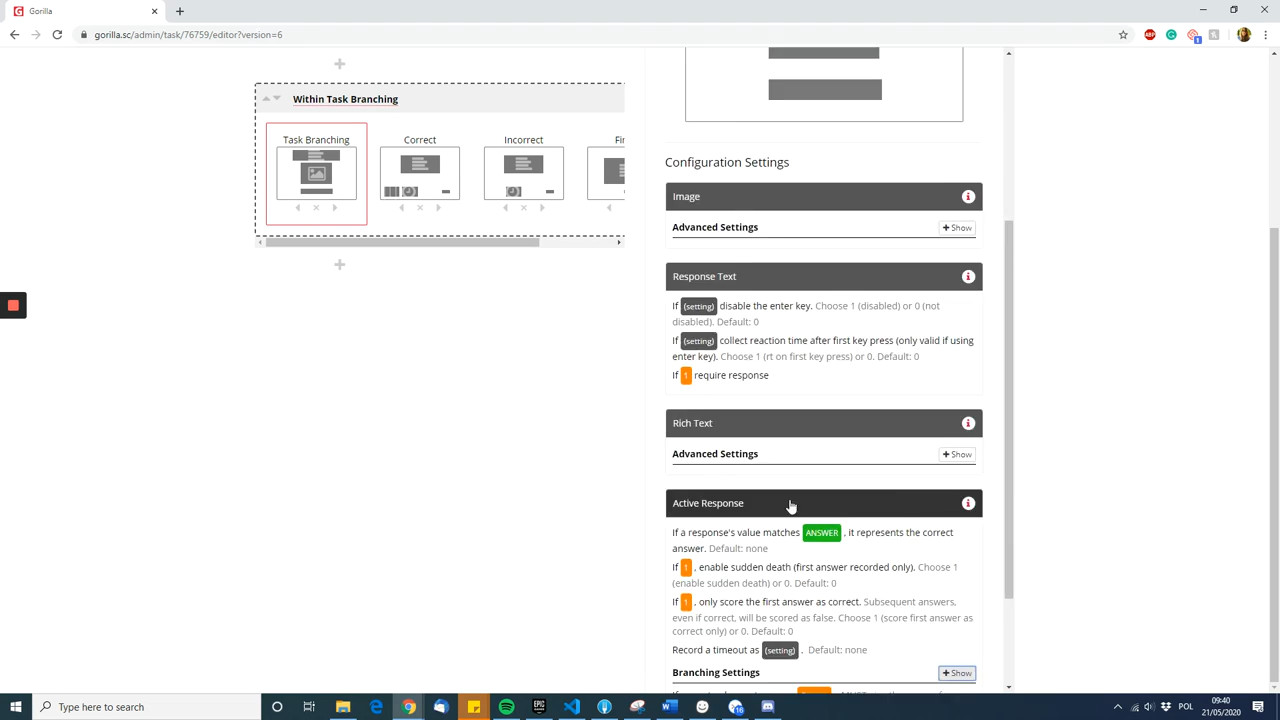 Gorilla
gorilla.sc/admin/task/76759/editor?version=6
ABP
1
Within Task Branching
Task Branching
Correct
Incorrect
Configuration Settings
Image
Advanced Settings
Show
Response Text
If (setting) disable the enter key. Choose 1 (disabled) or 0 (not
disabled). Default: 0
If (setting) collect reaction time after first key press (only valid if using
enter key). Choose 1 (rt on first key press) or 0. Default: 0
If 1 require response
Rich Text
Advanced Settings
Show
Active Response
If a response's value matches ANSWER , it represents the correct
answer. Default: none
If 1 , enable sudden death (first answer recorded only). Choose 1
(enable sudden death) or 0. Default: 0
If 1 , only score the first answer as correct. Subsequent answers,
even if correct, will be scored as false. Choose 1 (score first answer as
correct only) or 0. Default: 0
Record a timeout as (setting) . Default: none
Branching Settings
Show
Type here to search
EPIC
GAMES
16
POL
09:40
21/05/2020